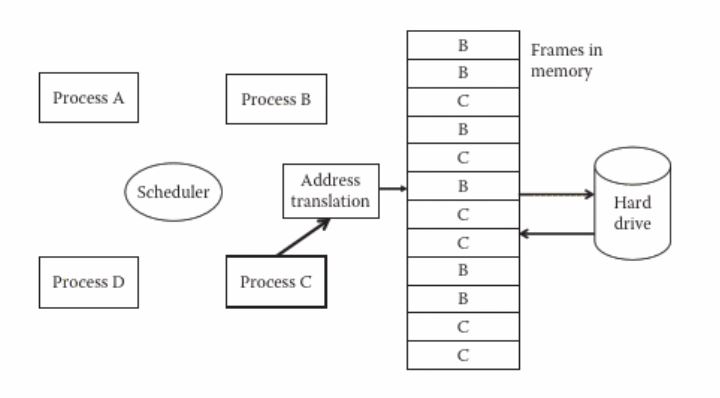 Process A
Process B
Scheduler
Address
translation
Process D
Process C
B
B
C
B
C
B
C
C
B
B
C
C
Frames in
memory
Hard
drive